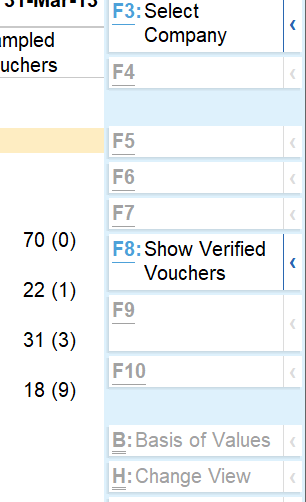 31-Mar-13
ampled
uchers
70 (0)
22 (1)
31 (3)
18 (9)
F3: Select
Company
F4
F5
F6
F7
F8: Show Verified
Vouchers
F9
F10
B: Basis of Values
H: Change View